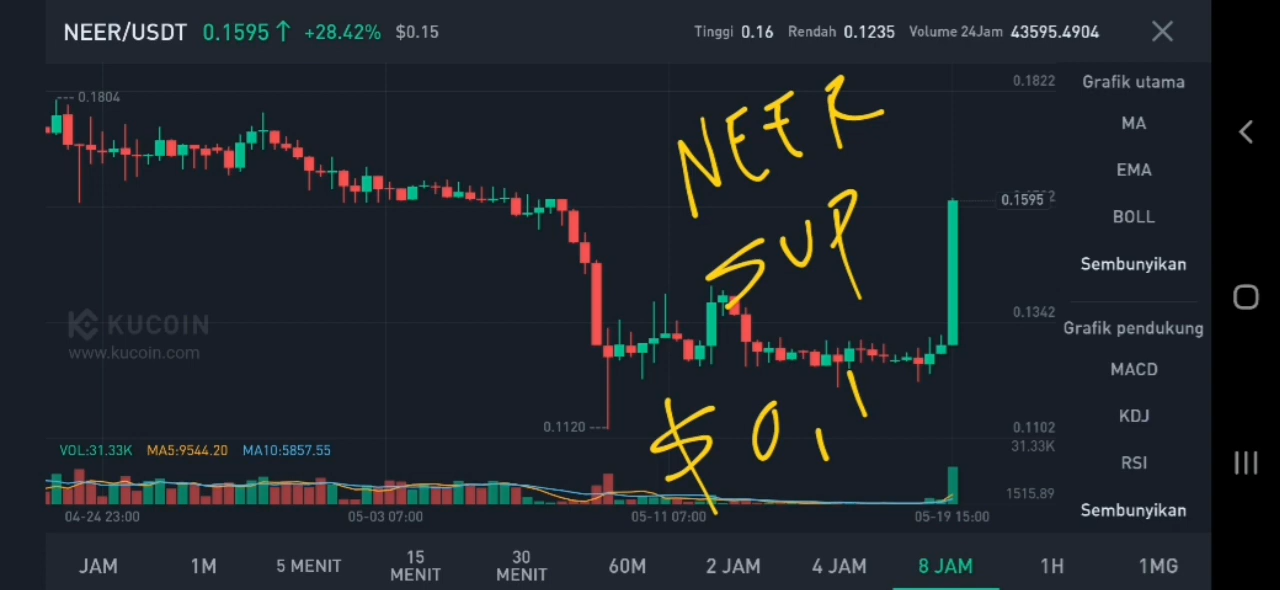 NEER/USDT 0.1595↑ +28.42% $0.15 Tinggi 0.16 Rendah 0.1235 Volume 24Jam 43595.4904
0.1822
0.1804
Grafik utama
MA
EMA
BOLL
Sembunyikan
NEER
SUP
$0,1
0.1595
0.1342
KUCOIN
www.kucoin.com
Grafik pendukung
MACD
KDJ
RSI
Sembunyikan
0.1120
0.1102
VOL:31.33K MA5:9544.20 MA10:5857.55
31.33K
1515.89
04-24 23:00 05-03 07:00 05-11 07:00 05-19 15:00
JAM 1M 5 MENIT 15 MENIT 30 MENIT 60M 2 JAM 4 JAM 8 JAM 1H 1MG